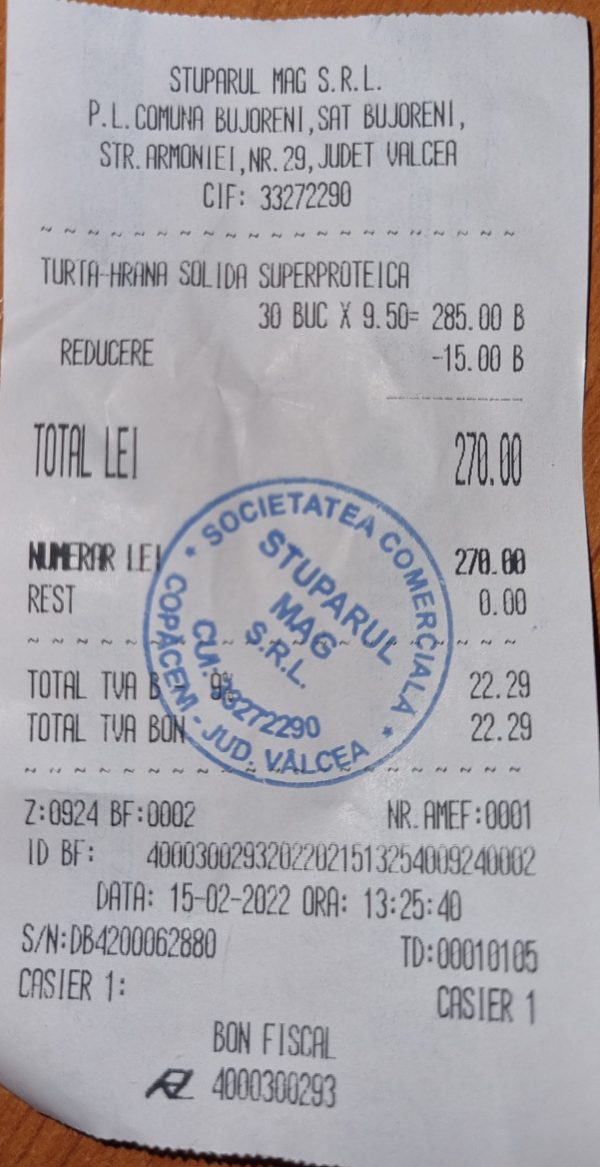 STUPARUL MAG S.R.L.
P.L.COMUNA BUJORENI,SAT BUJORENI,
STR.ARMONIEI,NR.29,JUDET VALCEA
CIF: 33272290
~ ~ ~ ~ ~ ~ ~ ~ ~ ~ ~ ~ ~ ~ ~ ~ ~ ~ ~ ~ ~
TURTA-HRANA SOLIDA SUPERPROTEICA
30 BUC X 9.50= 285.00 B
REDUCERE -15.00 B
TOTAL LEI 270.00
NUMERAR LEI 270.00
REST 0.00
~ ~ ~ ~ ~ ~ ~ ~ ~ ~ ~ ~ ~ ~ ~ ~ ~ ~ ~ ~ ~
TOTAL TVA B - 9% 22.29
TOTAL TVA BON 22.29
~ ~ ~ ~ ~ ~ ~ ~ ~ ~ ~ ~ ~ ~ ~ ~ ~ ~ ~ ~ ~
Z:0924 BF:0002 NR.AMEF:0001
ID BF: 40003002932022021513254009240002
DATA: 15-02-2022 ORA: 13:25:40
S/N:DB4200062880 TD:00010105
CASIER 1: CASIER 1
BON FISCAL
4000300293
* SOCIETATEA COMERCIALĂ *
STUPARUL
MAG
S.R.L.
CUI:33272290
COPĂCENI - JUD. VÂLCEA